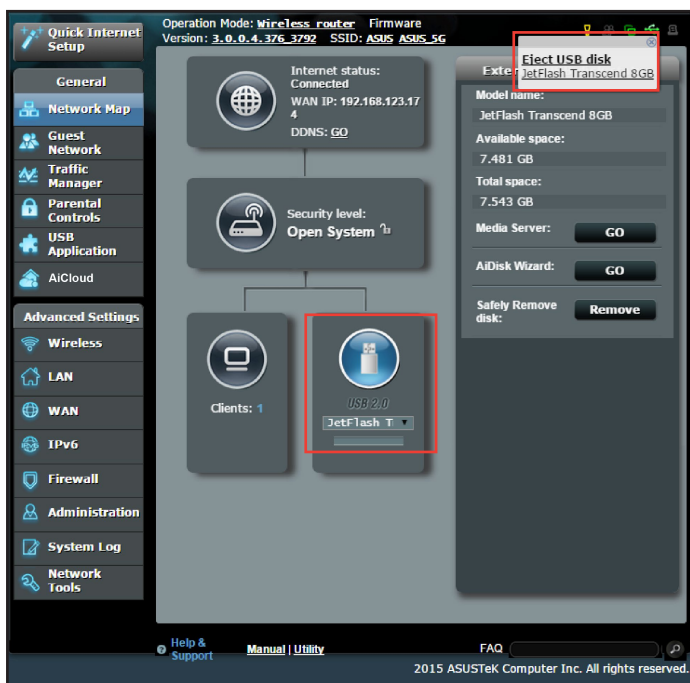 Quick Internet
Setup
Operation Mode: Wireless router Firmware
Version: 3.0.0.4.376_3792 SSID: ASUS ASUS_5G
General
Network Map
Guest
Network
Traffic
Manager
Parental
Controls
USB
Application
AiCloud
Advanced Settings
Wireless
LAN
WAN
IPv6
Firewall
Administration
System Log
Network
Tools
Internet status:
Connected
WAN IP: 192.168.123.17
4
DDNS: GO
Security level:
Open System
Clients: 1
USB 2.0
JetFlash T
Eject USB disk
JetFlash Transcend 8GB
Exte
Model name:
JetFlash Transcend 8GB
Available space:
7.481 GB
Total space:
7.543 GB
Media Server: GO
AiDisk Wizard: GO
Safely Remove
disk: Remove
Help &
Support
Manual | Utility
FAQ
2015 ASUSTeK Computer Inc. All rights reserved.